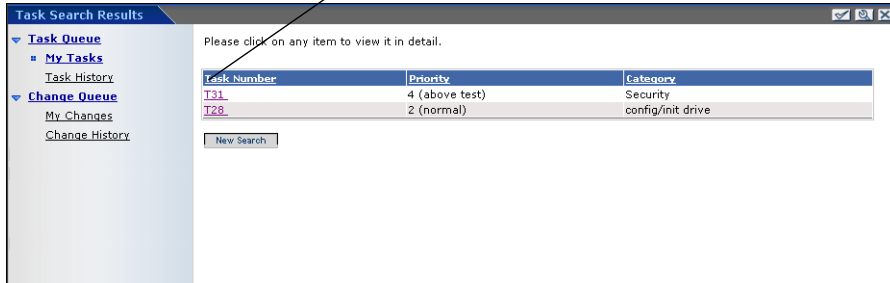 Task Search Results
Task Queue
My Tasks
Task History
Change Queue
My Changes
Change History
Please click on any item to view it in detail.
Task Number Priority Category
T31 4 (above test) Security
T28 2 (normal) config/init drive
New Search